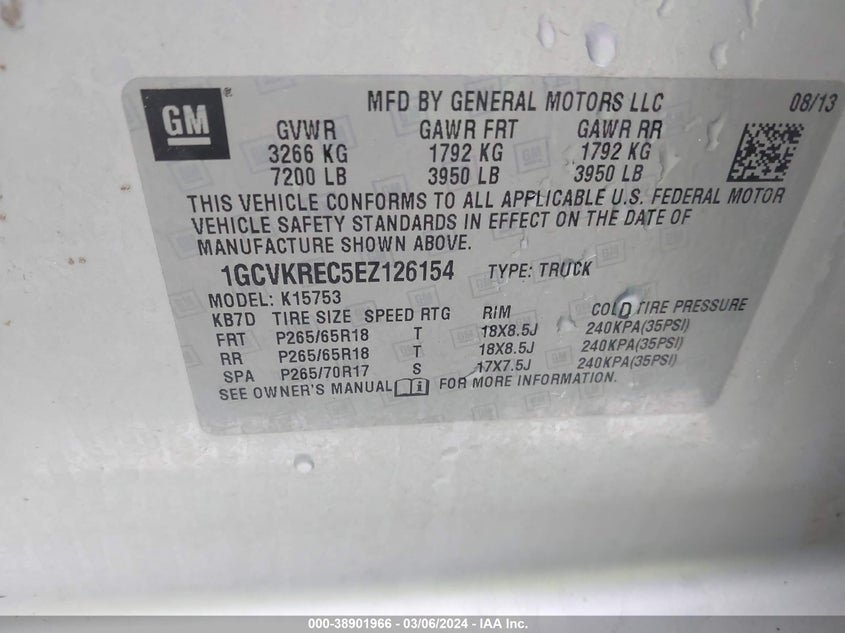 GM®
MFD BY GENERAL MOTORS LLC 08/13
GVWR GAWR FRT GAWR RR
3266 KG 1792 KG 1792 KG
7200 LB 3950 LB 3950 LB
THIS VEHICLE CONFORMS TO ALL APPLICABLE U.S. FEDERAL MOTOR
VEHICLE SAFETY STANDARDS IN EFFECT ON THE DATE OF
MANUFACTURE SHOWN ABOVE.
1GCVKREC5EZ126154 TYPE: TRUCK
MODEL: K15753
KB7D TIRE SIZE SPEED RTG RIM COLD TIRE PRESSURE
FRT P265/65R18 T 18X8.5J 240KPA(35PSI)
RR P265/65R18 T 18X8.5J 240KPA(35PSI)
SPA P265/70R17 S 17X7.5J 240KPA(35PSI)
SEE OWNER'S MANUAL FOR MORE INFORMATION.
000-38901966 - 03/06/2024 - IAA Inc.